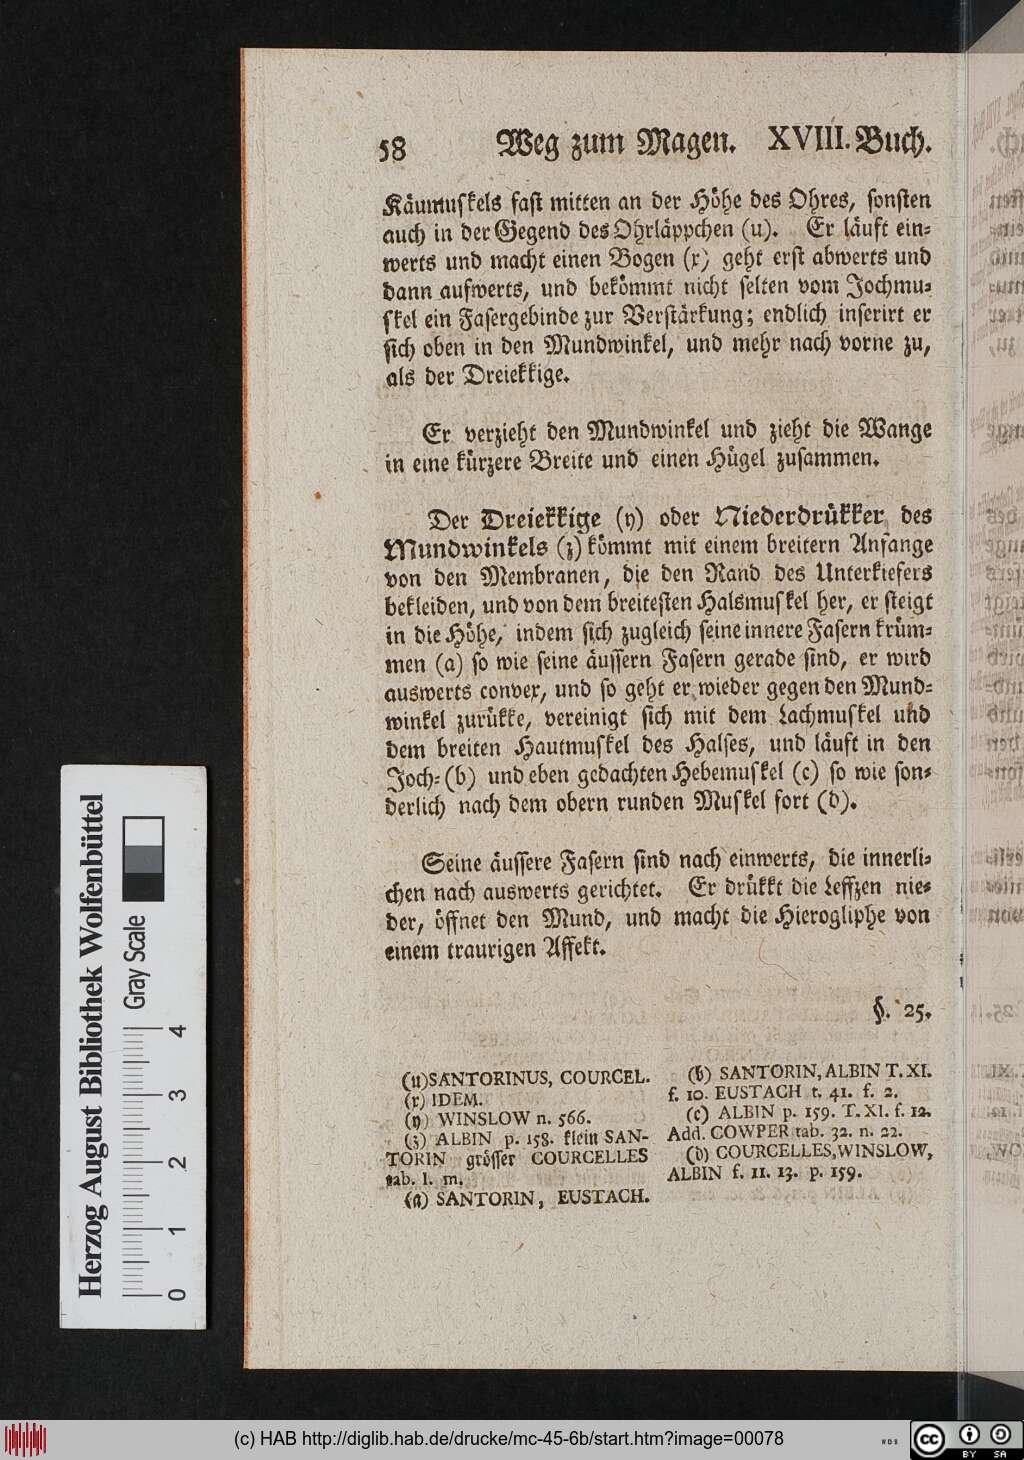 58 Weg zum Magen. XVIII. Buch.
Käumuskels fast mitten an der Höhe des Ohres, sonsten
auch in der Gegend des Ohrläppchen (u). Er läuft ein-
werts und macht einen Bogen (x) geht erst abwerts und
dann aufwerts, und bekömmt nicht selten vom Jochmu-
skel ein Fasergebinde zur Verstärkung; endlich inserirt er
sich oben in den Mundwinkel, und mehr nach vorne zu,
als der Dreiekkige.
Er verzieht den Mundwinkel und zieht die Wange
in eine kürzere Breite und einen Hügel zusammen.
Der Dreiekkige (y) oder Niederdrükker des
Mundwinkels (z) kömmt mit einem breitern Anfange
von den Membranen, die den Rand des Unterkiefers
bekleiden, und von dem breitesten Halsmuskel her, er steigt
in die Höhe, indem sich zugleich seine innere Fasern krüm-
men (a) so wie seine äussern Fasern gerade sind, er wird
auswerts convex, und so geht er wieder gegen den Mund-
winkel zurükke, vereinigt sich mit dem Lachmuskel und
dem breiten Hautmuskel des Halses, und läuft in den
Joch- (b) und eben gedachten Hebemuskel (c) so wie son-
derlich nach dem obern runden Muskel fort (d).
Seine äussere Fasern sind nach einwerts, die innerli-
chen nach auswerts gerichtet. Er drükkt die Leffzen nie-
der, öffnet den Mund, und macht die Hierogliphe von
einem traurigen Affekt.
§. 25.
(u) SANTORINUS, COURCEL.
(x) IDEM.
(y) WINSLOW n. 566.
(z) ALBIN p. 158. klein SAN-
TORIN grösser COURCELLES
tab. 1. m.
(a) SANTORIN, EUSTACH.
(b) SANTORIN, ALBIN T. XI.
f. 10. EUSTACH t. 41. f. 2.
(c) ALBIN p. 159. T. XI. f. 12.
Add. COWPER tab. 32. n. 22.
(d) COURCELLES, WINSLOW,
ALBIN f. 11. 13. p. 159.
Herzog August Bibliothek Wolfenbüttel
Gray Scale
0 1 2 3 4
(c) HAB http://diglib.hab.de/drucke/mc-45-6b/start.htm?image=00078
cc BY SA